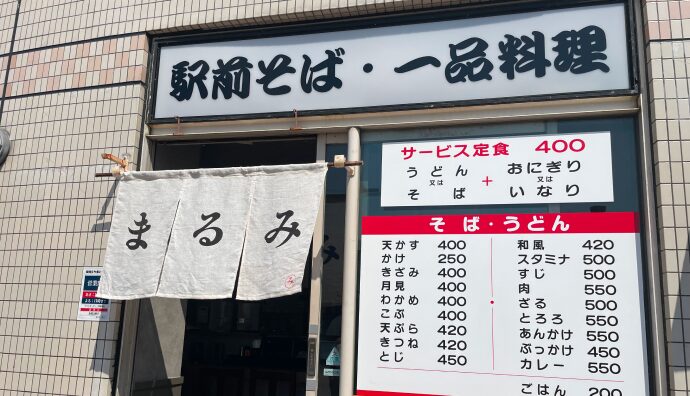 駅前そば・一品料理
サービス定食 400
うどん 又は そば + おにぎり 又は いなり
まるみ
そば・うどん
天かす 400
かけ 250
きざみ 400
月見 400
わかめ 400
こぶ 400
天ぷら 420
きつね 420
とじ 450
和風 420
スタミナ 500
すじ 500
肉 550
ざる 500
とろろ 550
あんかけ 550
ぶっかけ 450
カレー 550
ごはん 200